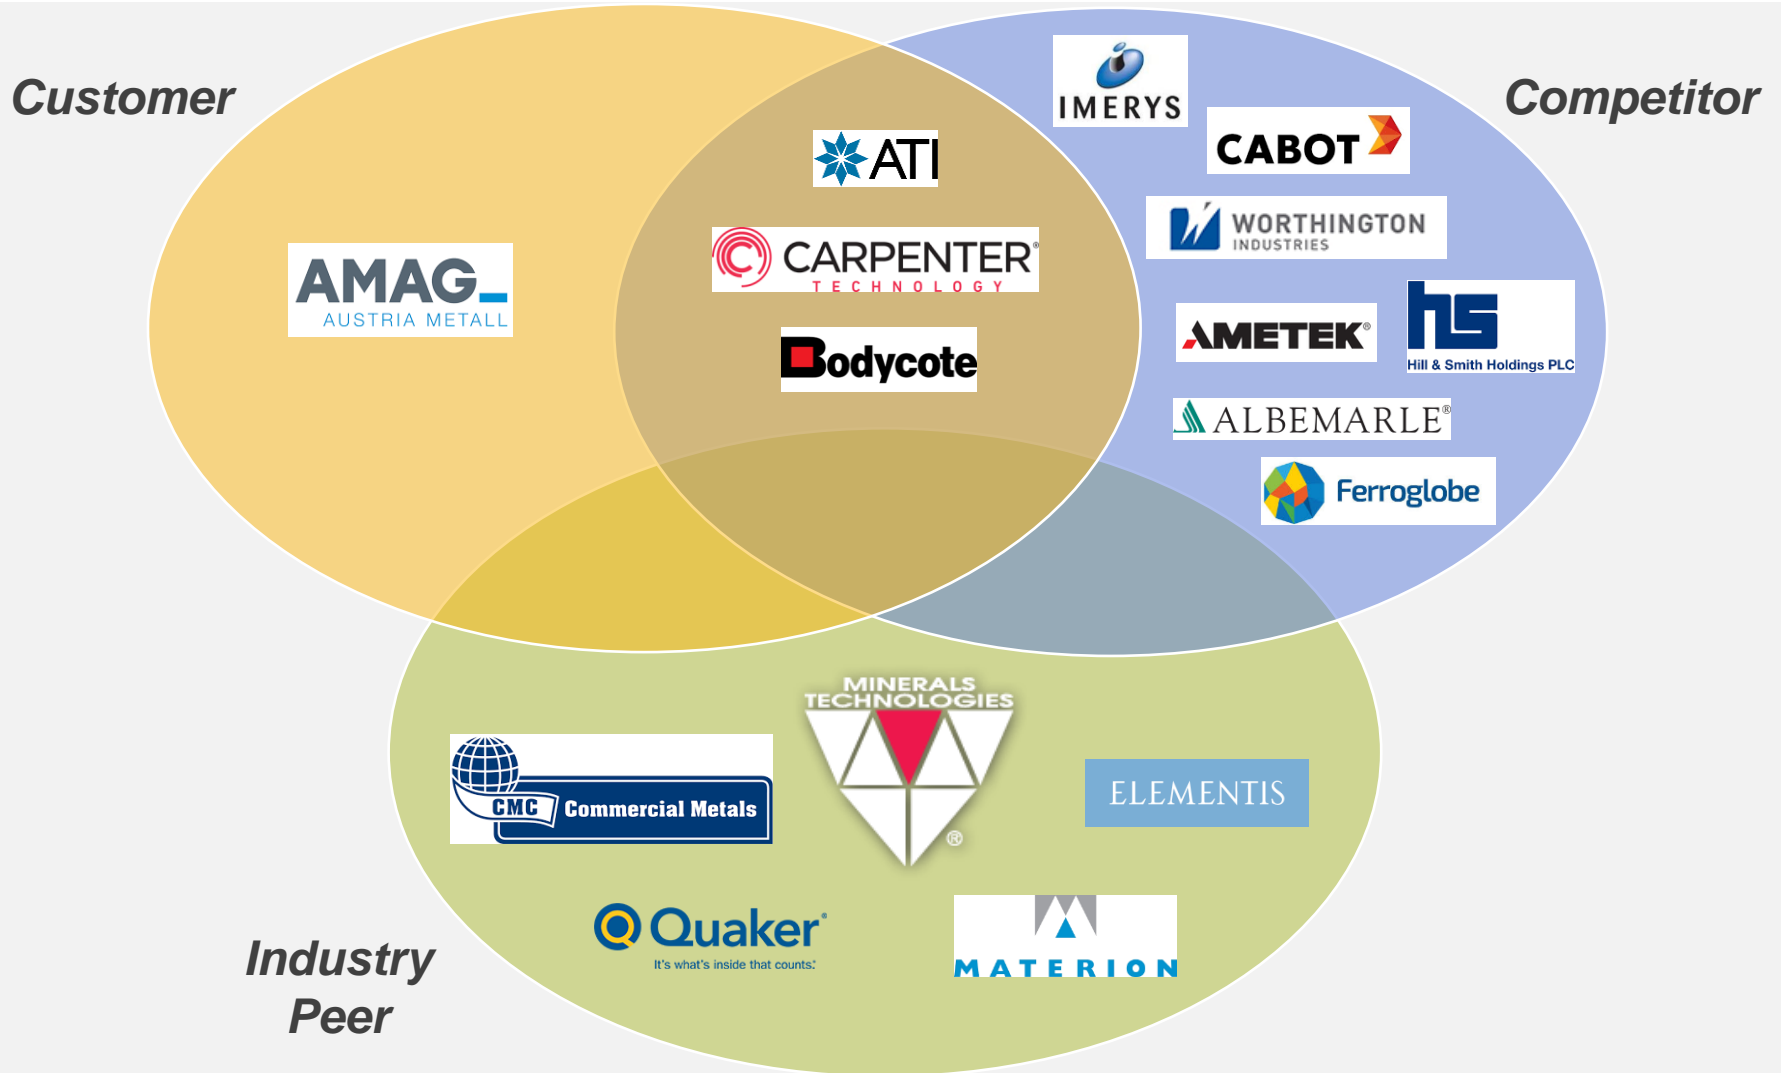 Customer
Competitor
IMERYS
CABOT
ATI
WORTHINGTON
INDUSTRIES
CARPENTER®
TECHNOLOGY
AMAG
AUSTRIA METALL
AMETEK®
hs
Hill & Smith Holdings PLC
Bodycote
ALBEMARLE®
Ferroglobe
MINERALS
TECHNOLOGIES
®
CMC Commercial Metals
ELEMENTIS
Quaker®
It's what's inside that counts.®
MATERION
Industry
Peer